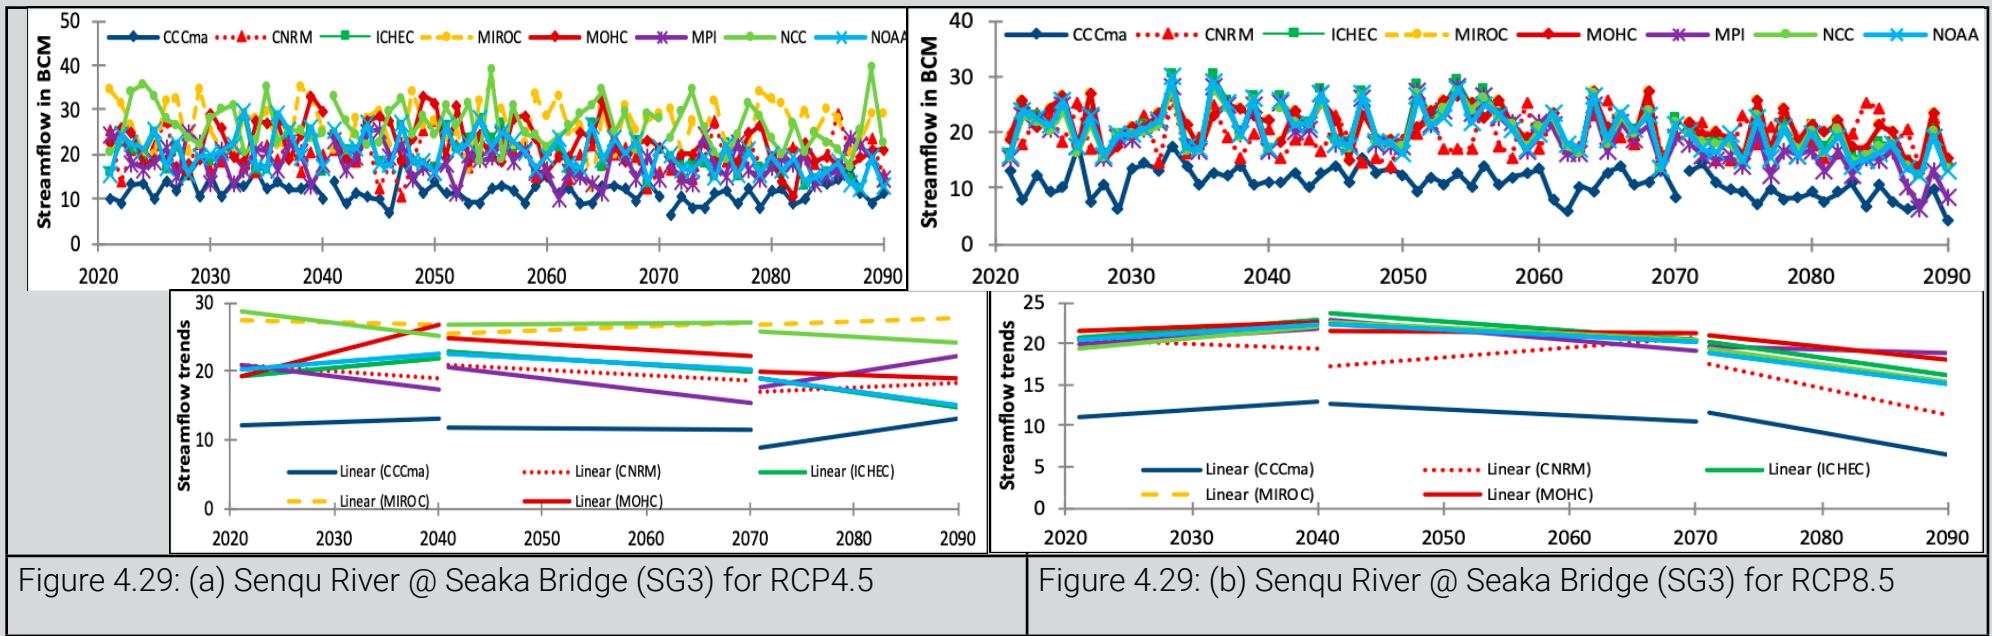 50
40
30
20
10
0
Streamflow in BCM
CCCma CNRM ICHEC MIROC MOHC MPI NCC NOAA
2020 2030 2040 2050 2060 2070 2080 2090
40
30
20
10
0
Streamflow in BCM
CCCma CNRM ICHEC MIROC MOHC MPI NCC NOAA
2020 2030 2040 2050 2060 2070 2080 2090
30
20
10
0
Streamflow trends
Linear (CCCma) Linear (CNRM) Linear (ICHEC)
Linear (MIROC) Linear (MOHC)
2020 2030 2040 2050 2060 2070 2080 2090
25
20
15
10
5
0
Streamflow trends
Linear (CCCma) Linear (CNRM) Linear (ICHEC)
Linear (MIROC) Linear (MOHC)
2020 2030 2040 2050 2060 2070 2080 2090
Figure 4.29: (a) Senqu River @ Seaka Bridge (SG3) for RCP4.5
Figure 4.29: (b) Senqu River @ Seaka Bridge (SG3) for RCP8.5